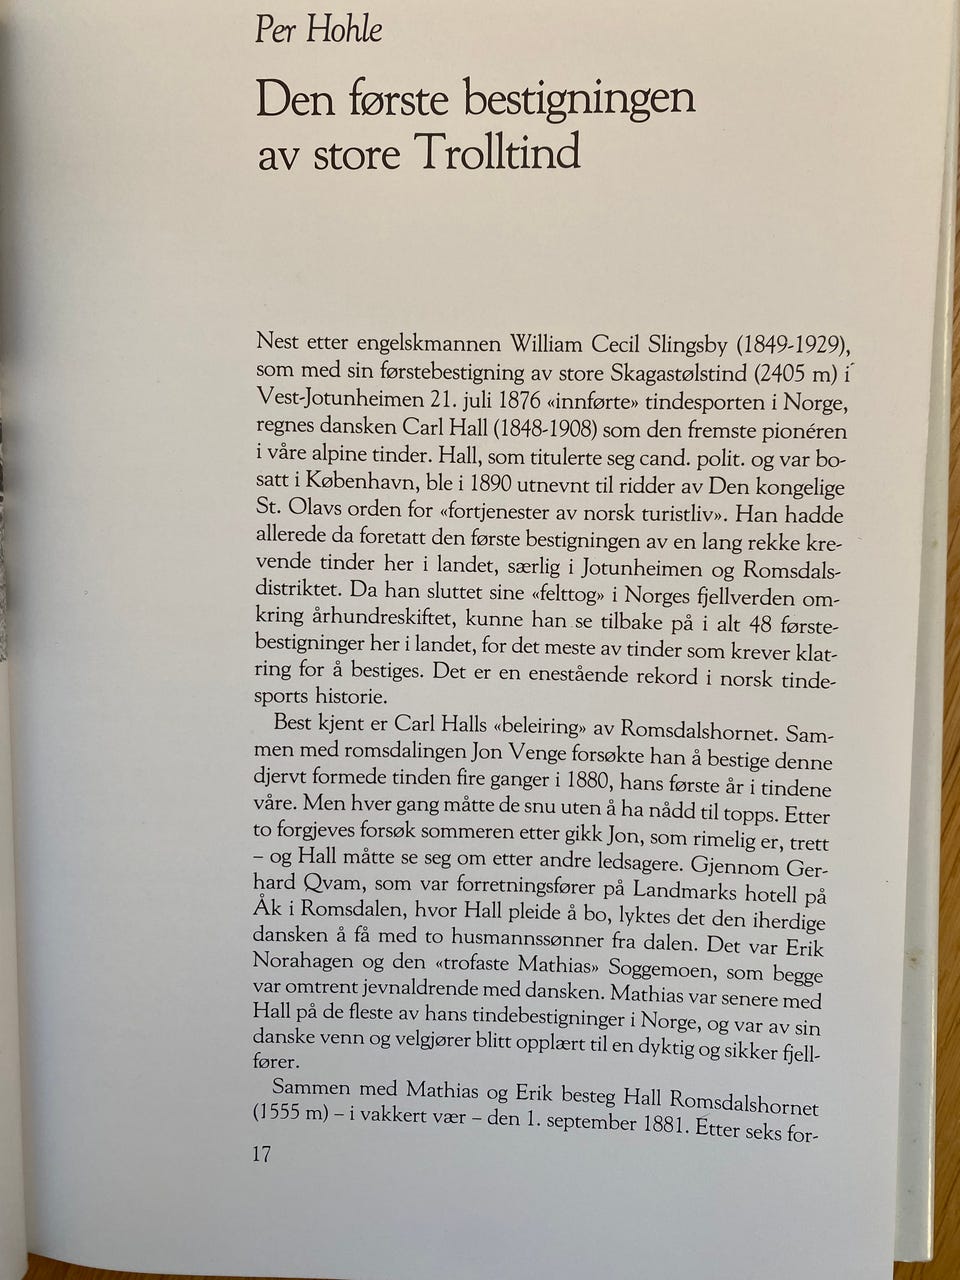 Per Hohle
Den første bestigningen
av store Trolltind
Nest etter engelskmannen William Cecil Slingsby (1849-1929),
som med sin førstebestigning av store Skagastølstind (2405 m) i
Vest-Jotunheimen 21. juli 1876 «innførte» tindesporten i Norge,
regnes dansken Carl Hall (1848-1908) som den fremste pionéren
i våre alpine tinder. Hall, som titulerte seg cand. polit. og var bo-
satt i København, ble i 1890 utnevnt til ridder av Den kongelige
St. Olavs orden for «fortjenester av norsk turistliv». Han hadde
allerede da foretatt den første bestigningen av en lang rekke kre-
vende tinder her i landet, særlig i Jotunheimen og Romsdals-
distriktet. Da han sluttet sine «felttog» i Norges fjellverden om-
kring århundreskiftet, kunne han se tilbake på i alt 48 første-
bestigninger her i landet, for det meste av tinder som krever klat-
ring for å bestiges. Det er en enestående rekord i norsk tinde-
sports historie.
Best kjent er Carl Halls «beleiring» av Romsdalshornet. Sam-
men med romsdalingen Jon Venge forsøkte han å bestige denne
djervt formede tinden fire ganger i 1880, hans første år i tindene
våre. Men hver gang måtte de snu uten å ha nådd til topps. Etter
to forgjeves forsøk sommeren etter gikk Jon, som rimelig er, trett
– og Hall måtte se seg om etter andre ledsagere. Gjennom Ger-
hard Qvam, som var forretningsfører på Landmarks hotell på
Åk i Romsdalen, hvor Hall pleide å bo, lyktes det den iherdige
dansken å få med to husmannssønner fra dalen. Det var Erik
Norahagen og den «trofaste Mathias» Soggemoen, som begge
var omtrent jevnaldrende med dansken. Mathias var senere med
Hall på de fleste av hans tindebestigninger i Norge, og var av sin
danske venn og velgjører blitt opplært til en dyktig og sikker fjell-
fører.
Sammen med Mathias og Erik besteg Hall Romsdalshornet
(1555 m) – i vakkert vær – den 1. september 1881. Etter seks for-
17